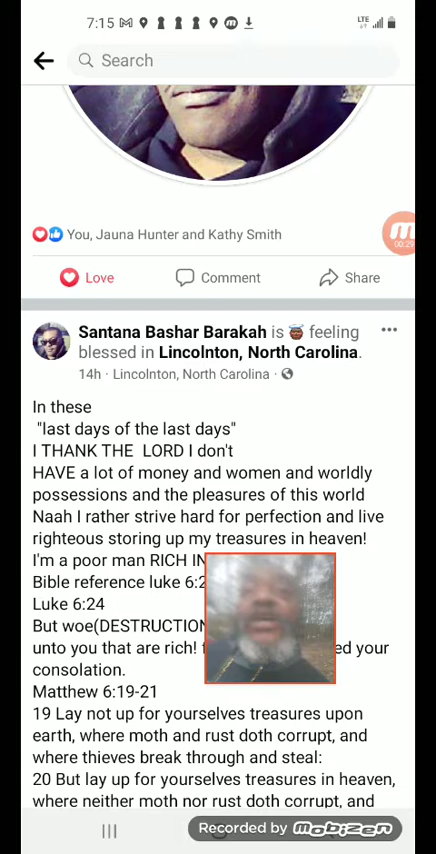 7:15 M LTE
Search
You, Jauna Hunter and Kathy Smith
00:29
Love Comment Share
Santana Bashar Barakah is feeling
blessed in Lincolnton, North Carolina.
14h · Lincolnton, North Carolina ·
In these
"last days of the last days"
I THANK THE LORD I don't
HAVE a lot of money and women and worldly
possessions and the pleasures of this world
Naah I rather strive hard for perfection and live
righteous storing up my treasures in heaven!
I'm a poor man RICH IN
Bible reference luke 6:2
Luke 6:24
But woe(DESTRUCTION
unto you that are rich! ed your
consolation.
Matthew 6:19-21
19 Lay not up for yourselves treasures upon
earth, where moth and rust doth corrupt, and
where thieves break through and steal:
20 But lay up for yourselves treasures in heaven,
where neither moth nor rust doth corrupt, and
Recorded by MOBIZEN